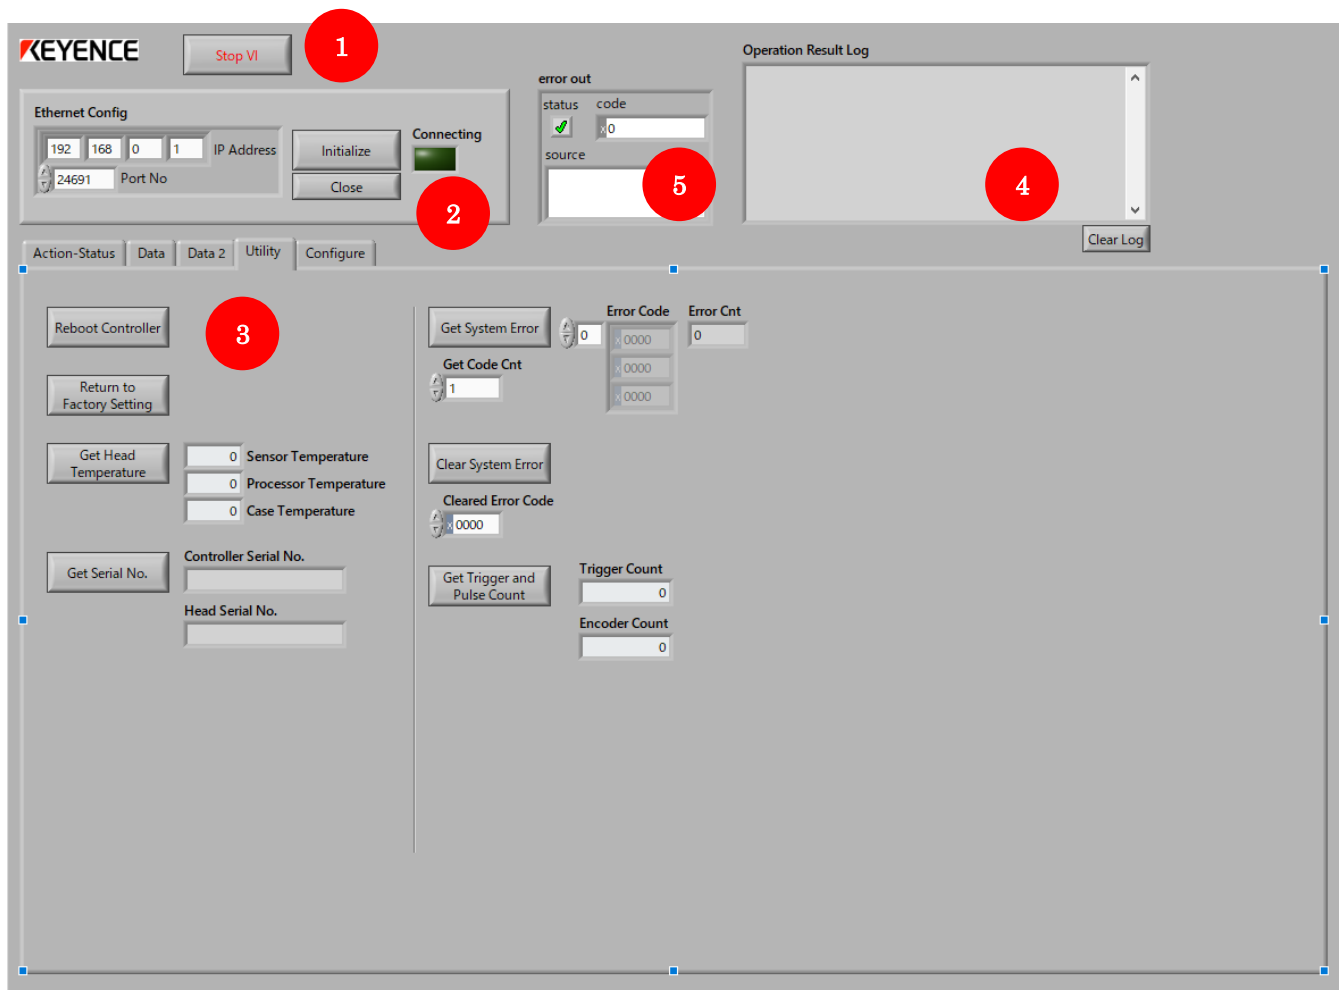 KEYENCE
Stop VI
1
Operation Result Log
error out
status code
x0
source
5
4
Clear Log
Ethernet Config
192 168 0 1 IP Address
24691 Port No
Initialize
Close
Connecting
2
Action-Status Data Data 2 Utility Configure
Reboot Controller
3
Return to
Factory Setting
Get Head
Temperature
0 Sensor Temperature
0 Processor Temperature
0 Case Temperature
Get Serial No.
Controller Serial No.
Head Serial No.
Get System Error
0
Error Code
x 0000
x 0000
x 0000
Error Cnt
0
Get Code Cnt
1
Clear System Error
Cleared Error Code
x 0000
Get Trigger and
Pulse Count
Trigger Count
0
Encoder Count
0